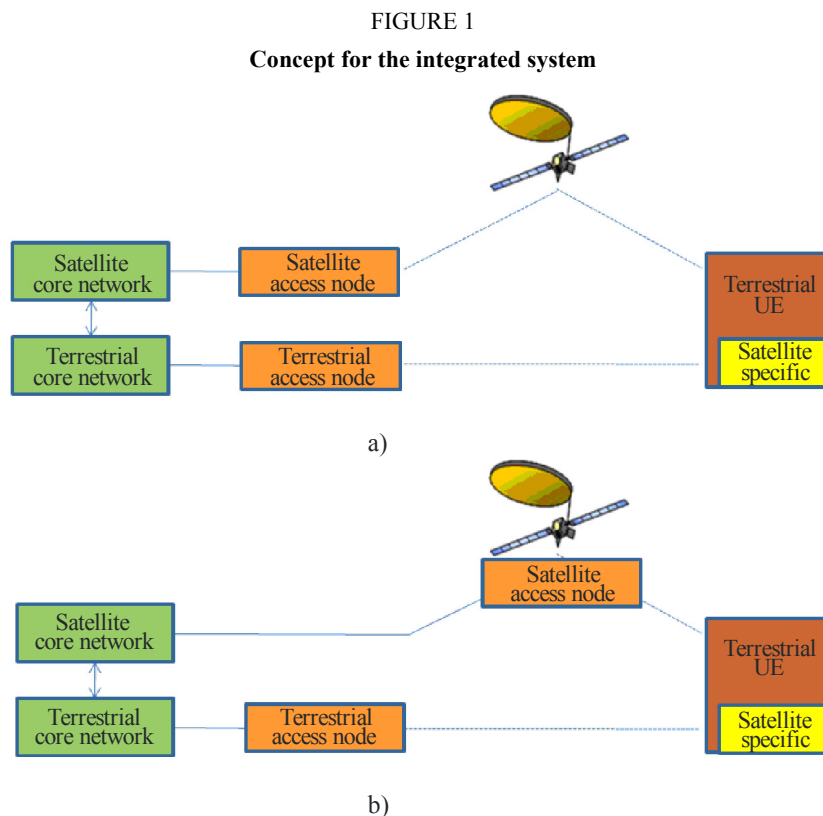 FIGURE 1
Concept for the integrated system
Satellite
core network
Satellite
access node
Terrestrial
UE
Terrestrial
core network
Terrestrial
access node
Satellite
specific
a)
Satellite
access node
Satellite
core network
Terrestrial
UE
Terrestrial
core network
Terrestrial
access node
Satellite
specific
b)